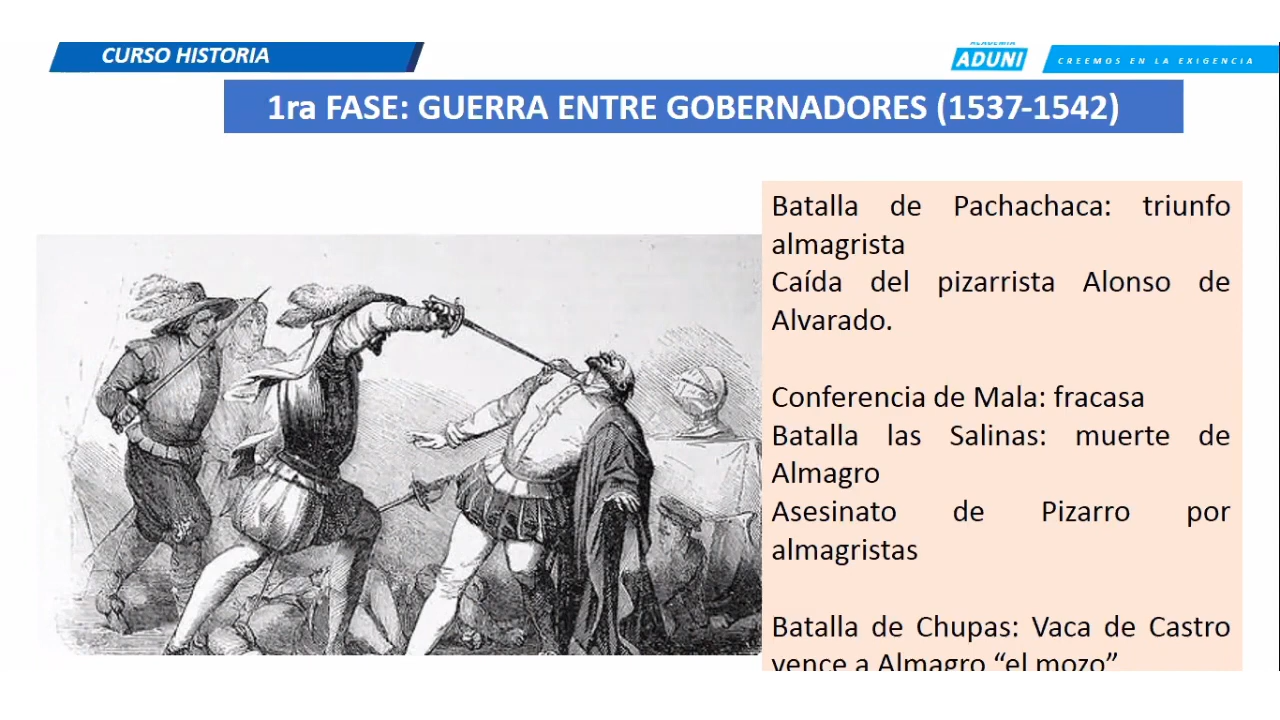 CURSO HISTORIA
ACADEMIA
ADUNI
CREEMOS EN LA EXIGENCIA
1ra FASE: GUERRA ENTRE GOBERNADORES (1537-1542)
Batalla de Pachachaca: triunfo
almagrista
Caída del pizarrista Alonso de
Alvarado.
Conferencia de Mala: fracasa
Batalla las Salinas: muerte de
Almagro
Asesinato de Pizarro por
almagristas
Batalla de Chupas: Vaca de Castro
vence a Almagro “el mozo”